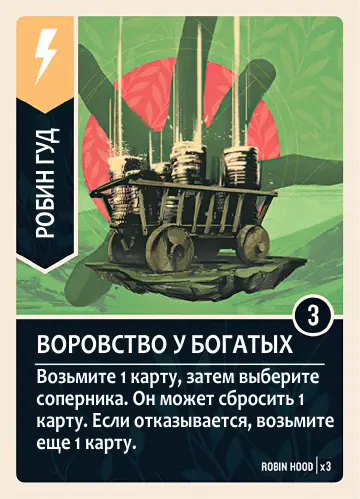 РОБИН ГУД
3
ВОРОВСТВО У БОГАТЫХ
Возьмите 1 карту, затем выберите
соперника. Он может сбросить 1
карту. Если отказывается, возьмите
еще 1 карту.
ROBIN HOOD | x3